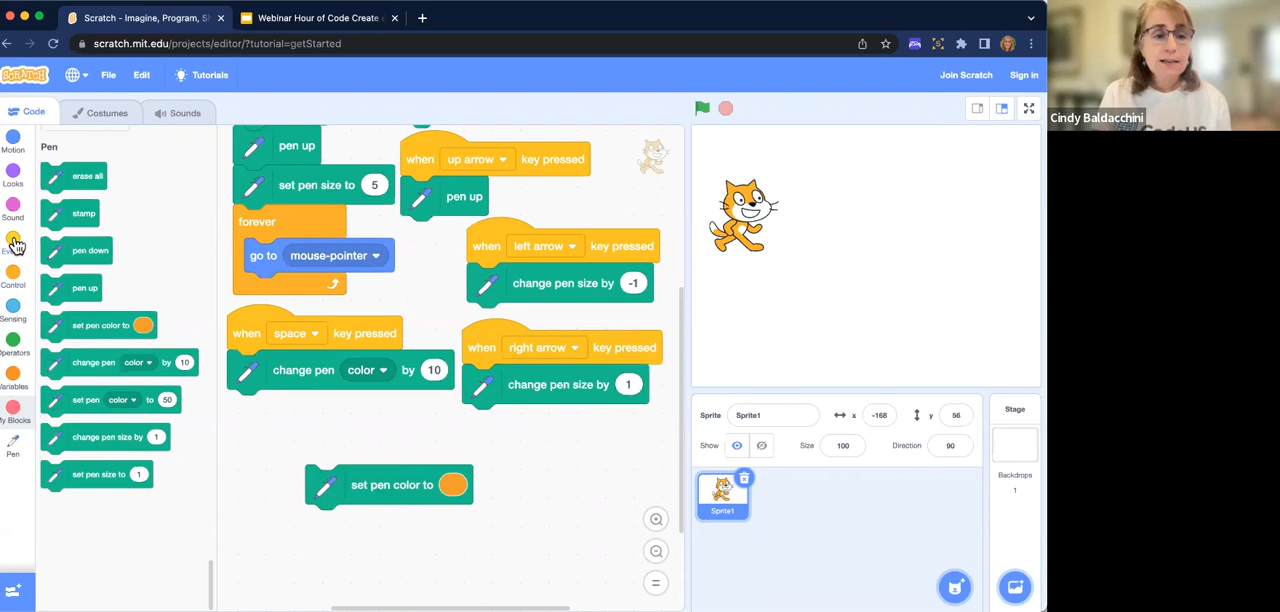 Scratch - Imagine, Program, S
Webinar Hour of Code Create
scratch.mit.edu/projects/editor/?tutorial=getStarted
SCRATCH
File
Edit
Tutorials
Join Scratch
Sign in
Code
Costumes
Sounds
Cindy Baldacchini
Motion
Looks
Sound
Control
Sensing
Operators
Variables
My Blocks
Pen
Pen
erase all
stamp
pen down
pen up
set pen color to
change pen color by 10
set pen color to 50
change pen size by 1
set pen size to 1
pen up
set pen size to 5
forever
go to mouse-pointer
when up arrow key pressed
pen up
when left arrow key pressed
change pen size by -1
when space key pressed
change pen color by 10
when right arrow key pressed
change pen size by 1
set pen color to
Sprite Sprite1 x -168 y 56
Show Size 100 Direction 90
Sprite1
Stage
Backdrops
1